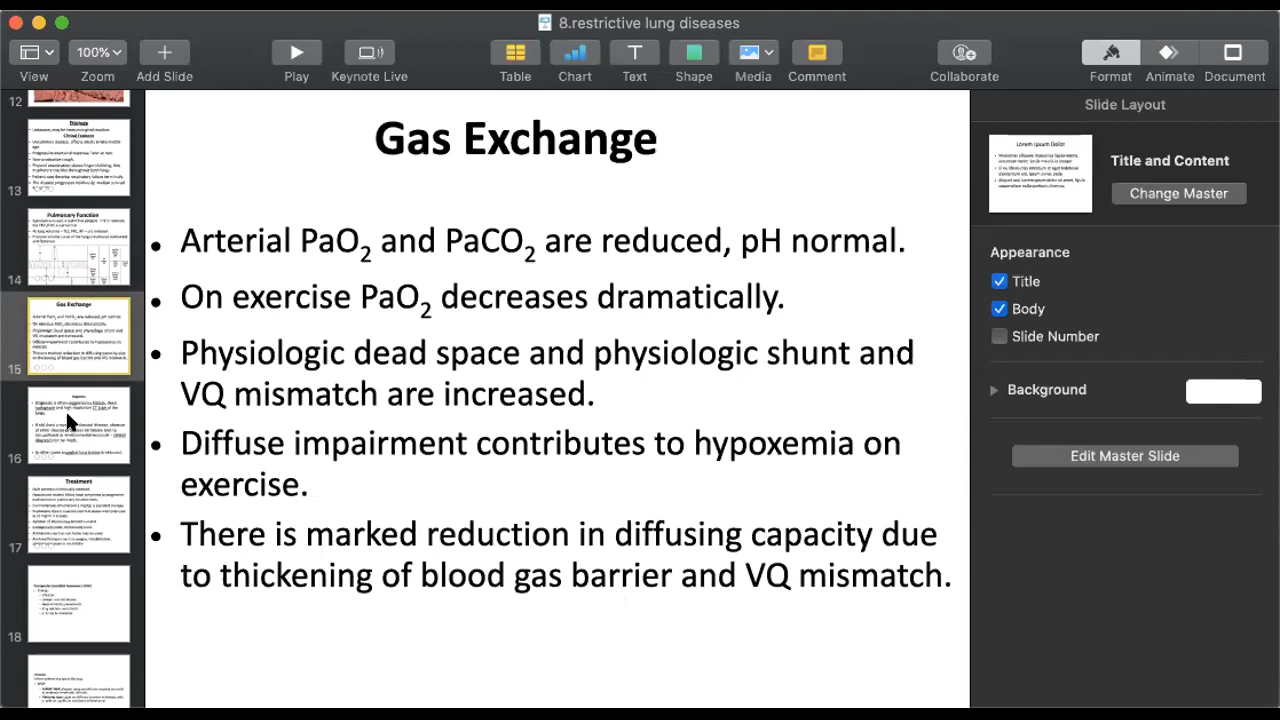 8.restrictive lung diseases
100%
View
Zoom
Add Slide
Play
Keynote Live
Table
Chart
Text
Shape
Media
Comment
Collaborate
Format
Animate
Document
12
13
Pulmonary Function
14
Gas Exchange
15
16
Treatment
17
18
Gas Exchange
• Arterial PaO2 and PaCO2 are reduced, pH normal.
• On exercise PaO2 decreases dramatically.
• Physiologic dead space and physiologic shunt and
VQ mismatch are increased.
• Diffuse impairment contributes to hypoxemia on
exercise.
• There is marked reduction in diffusing capacity due
to thickening of blood gas barrier and VQ mismatch.
Slide Layout
Lorem Ipsum Dolor
Title and Content
Change Master
Appearance
Title
Body
Slide Number
Background
Edit Master Slide